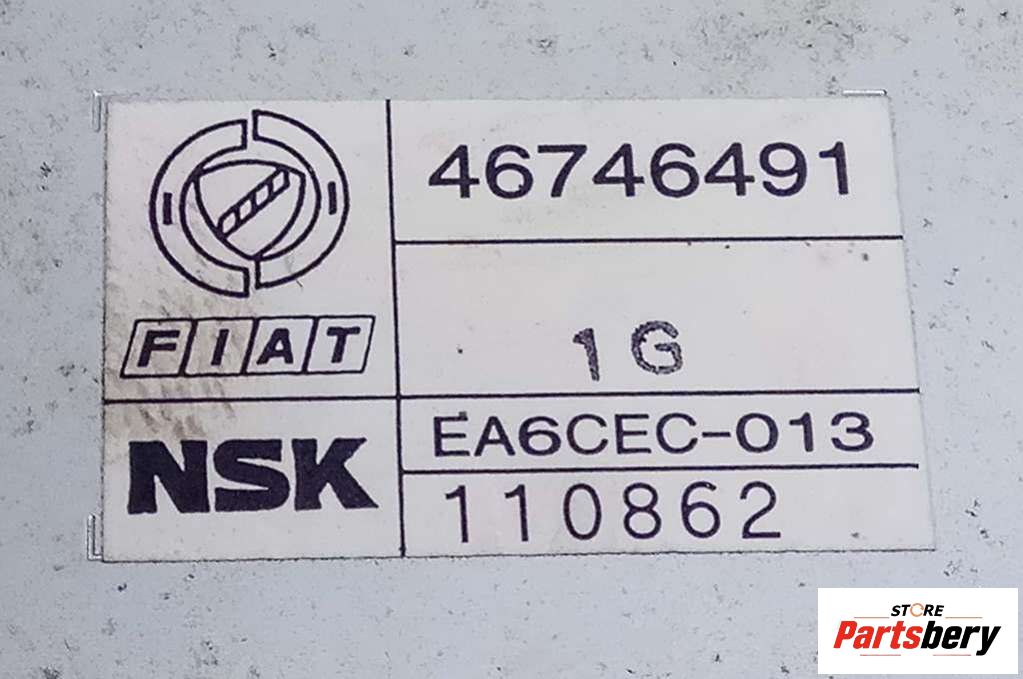 46746491
FIAT
1G
NSK
EA6CEC-013
110862
STORE
Partsbery